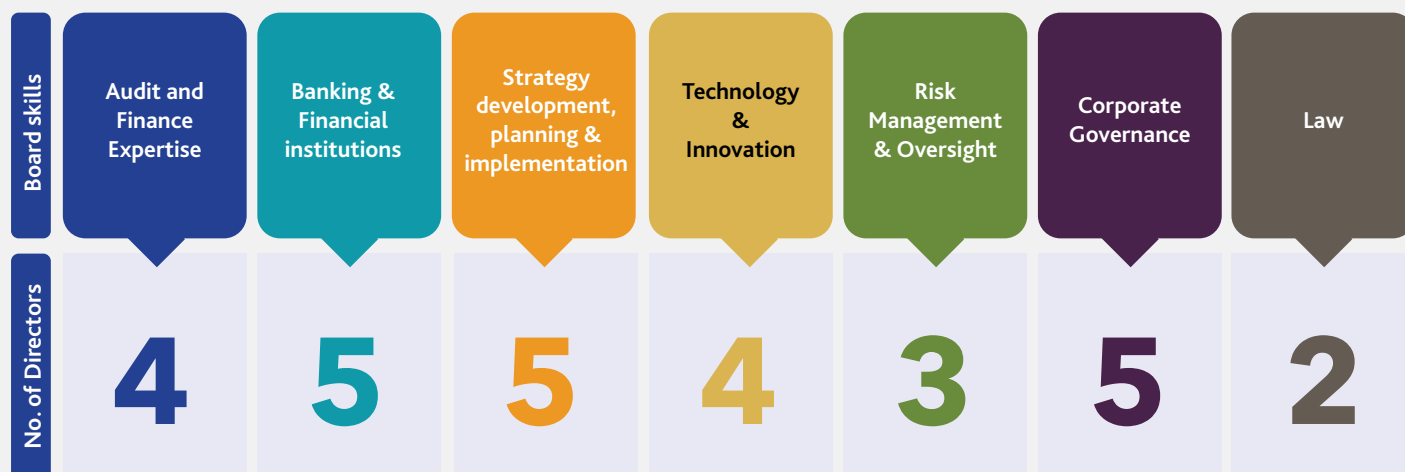 Board skills
Audit and
Finance
Expertise
Banking &
Financial
institutions
Strategy
development,
planning &
implementation
Technology
&
Innovation
Risk
Management
& Oversight
Corporate
Governance
Law
No. of Directors
4
5
5
4
3
5
2